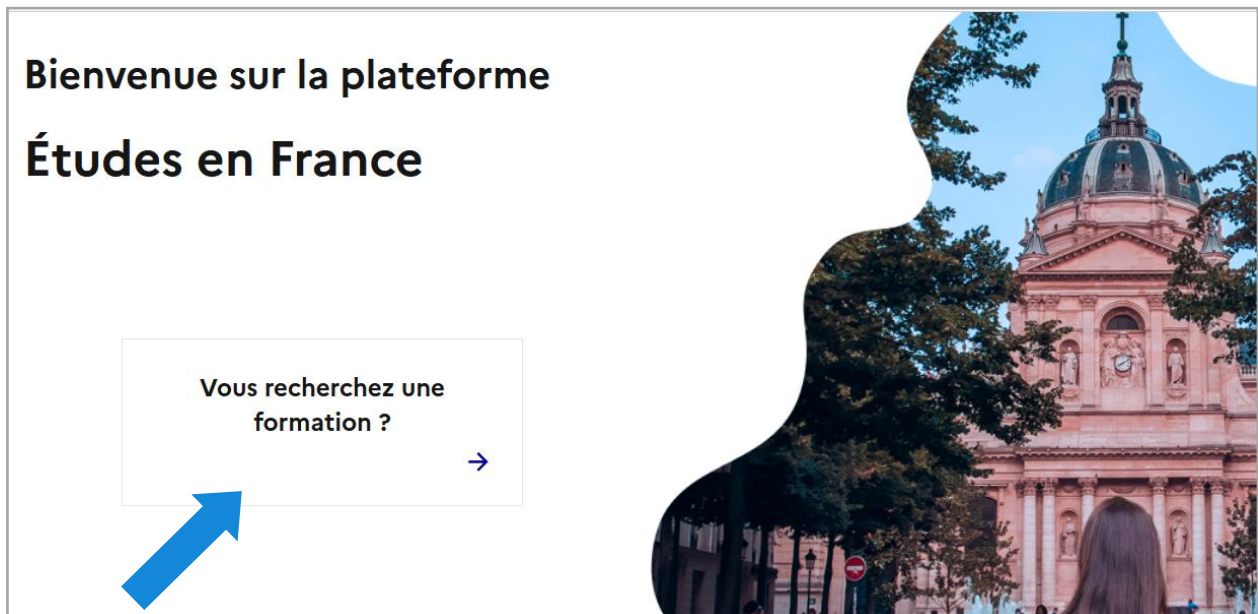 Bienvenue sur la plateforme
Études en France
Vous recherchez une
formation ?